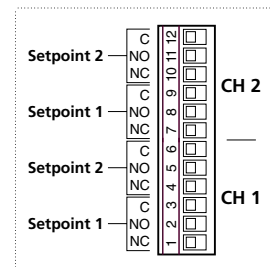 C 12
Setpoint 2 NO 11
NC 10
C 9 CH 2
Setpoint 1 NO 8
NC 7
C 6
Setpoint 2 NO 5
NC 4
C 3 CH 1
Setpoint 1 NO 2
NC 1